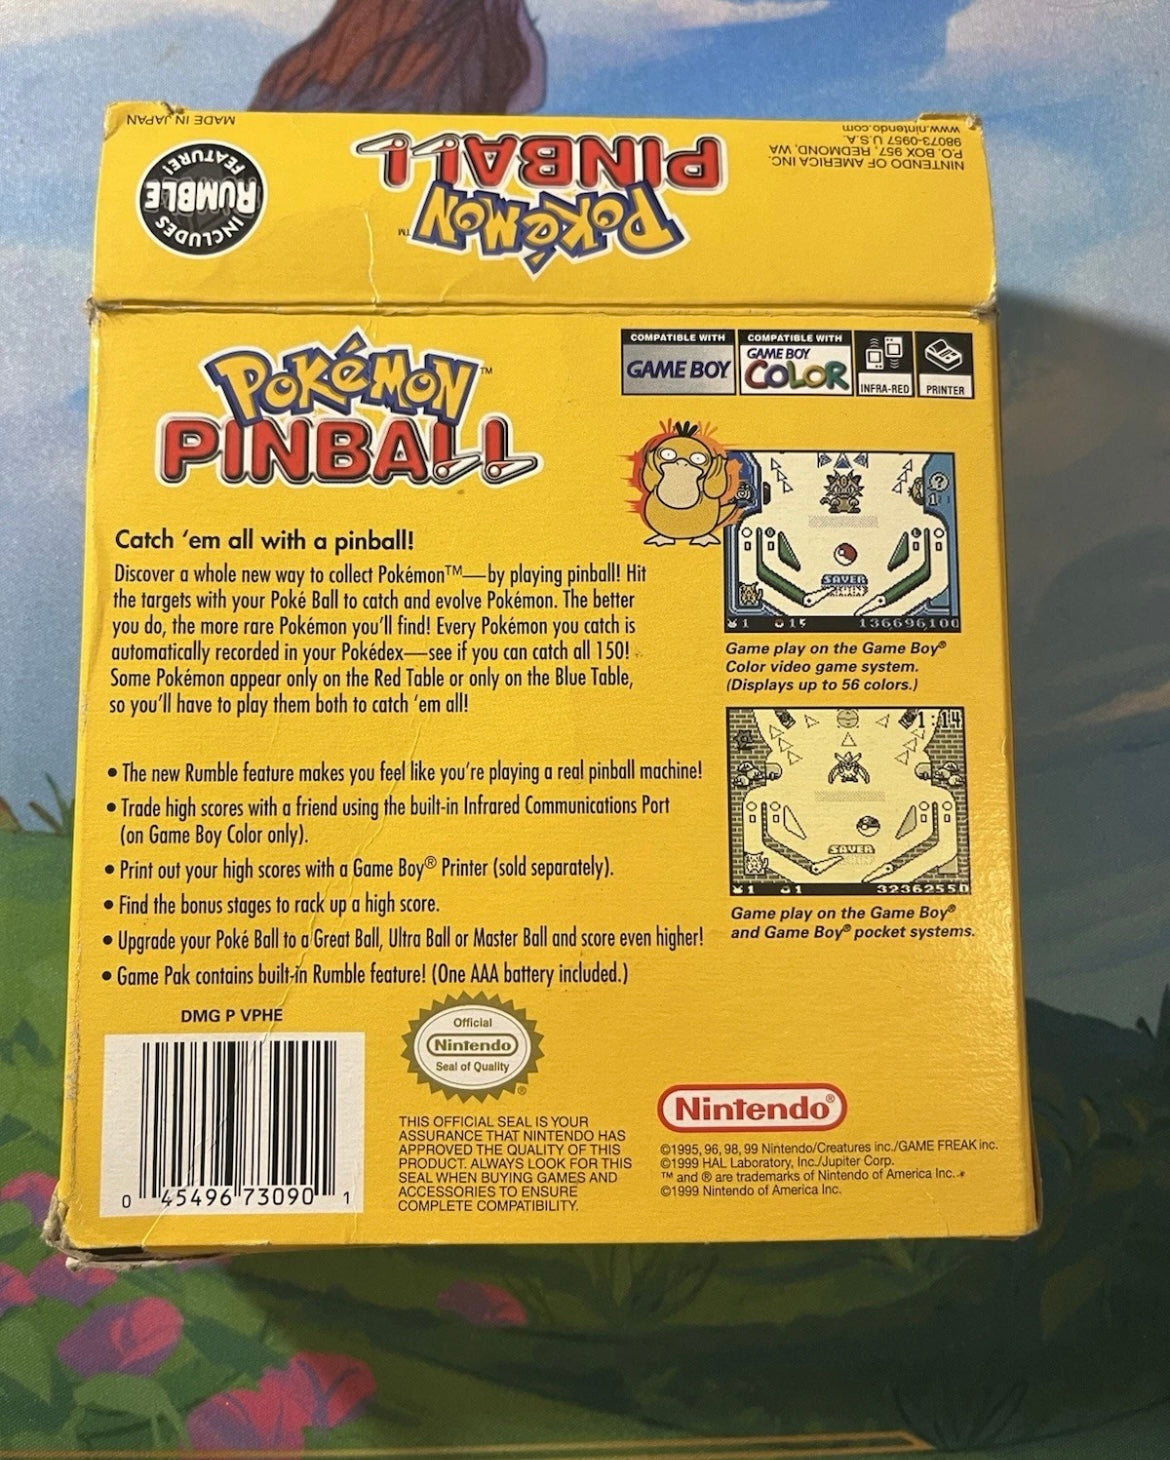 MADE IN JAPAN
INCLUDES
RUMBLE
FEATURE!
POKéMON™
PINBALL
NINTENDO OF AMERICA INC.
P.O. BOX 957, REDMOND, WA
98073-0957 U.S.A.
www.nintendo.com
POKéMON™
PINBALL
COMPATIBLE WITH
GAME BOY
COMPATIBLE WITH
GAME BOY
COLOR
INFRA-RED
PRINTER
Catch ‘em all with a pinball!
Discover a whole new way to collect Pokémon™—by playing pinball! Hit
the targets with your Poké Ball to catch and evolve Pokémon. The better
you do, the more rare Pokémon you’ll find! Every Pokémon you catch is
automatically recorded in your Pokédex—see if you can catch all 150!
Some Pokémon appear only on the Red Table or only on the Blue Table,
so you’ll have to play them both to catch ‘em all!
• The new Rumble feature makes you feel like you’re playing a real pinball machine!
• Trade high scores with a friend using the built-in Infrared Communications Port
(on Game Boy Color only).
• Print out your high scores with a Game Boy® Printer (sold separately).
• Find the bonus stages to rack up a high score.
• Upgrade your Poké Ball to a Great Ball, Ultra Ball or Master Ball and score even higher!
• Game Pak contains built-in Rumble feature! (One AAA battery included.)
?
1
SAVER
1 15 136696100
Game play on the Game Boy®
Color video game system.
(Displays up to 56 colors.)
1:14
SAVER
1 1 32362550
Game play on the Game Boy®
and Game Boy® pocket systems.
DMG P VPHE
0 45496 73090 1
Official
Nintendo
Seal of Quality
®
THIS OFFICIAL SEAL IS YOUR
ASSURANCE THAT NINTENDO HAS
APPROVED THE QUALITY OF THIS
PRODUCT. ALWAYS LOOK FOR THIS
SEAL WHEN BUYING GAMES AND
ACCESSORIES TO ENSURE
COMPLETE COMPATIBILITY.
Nintendo®
©1995, 96, 98, 99 Nintendo/Creatures inc./GAME FREAK inc.
©1999 HAL Laboratory, Inc./Jupiter Corp.
™ and ® are trademarks of Nintendo of America Inc.
©1999 Nintendo of America Inc.